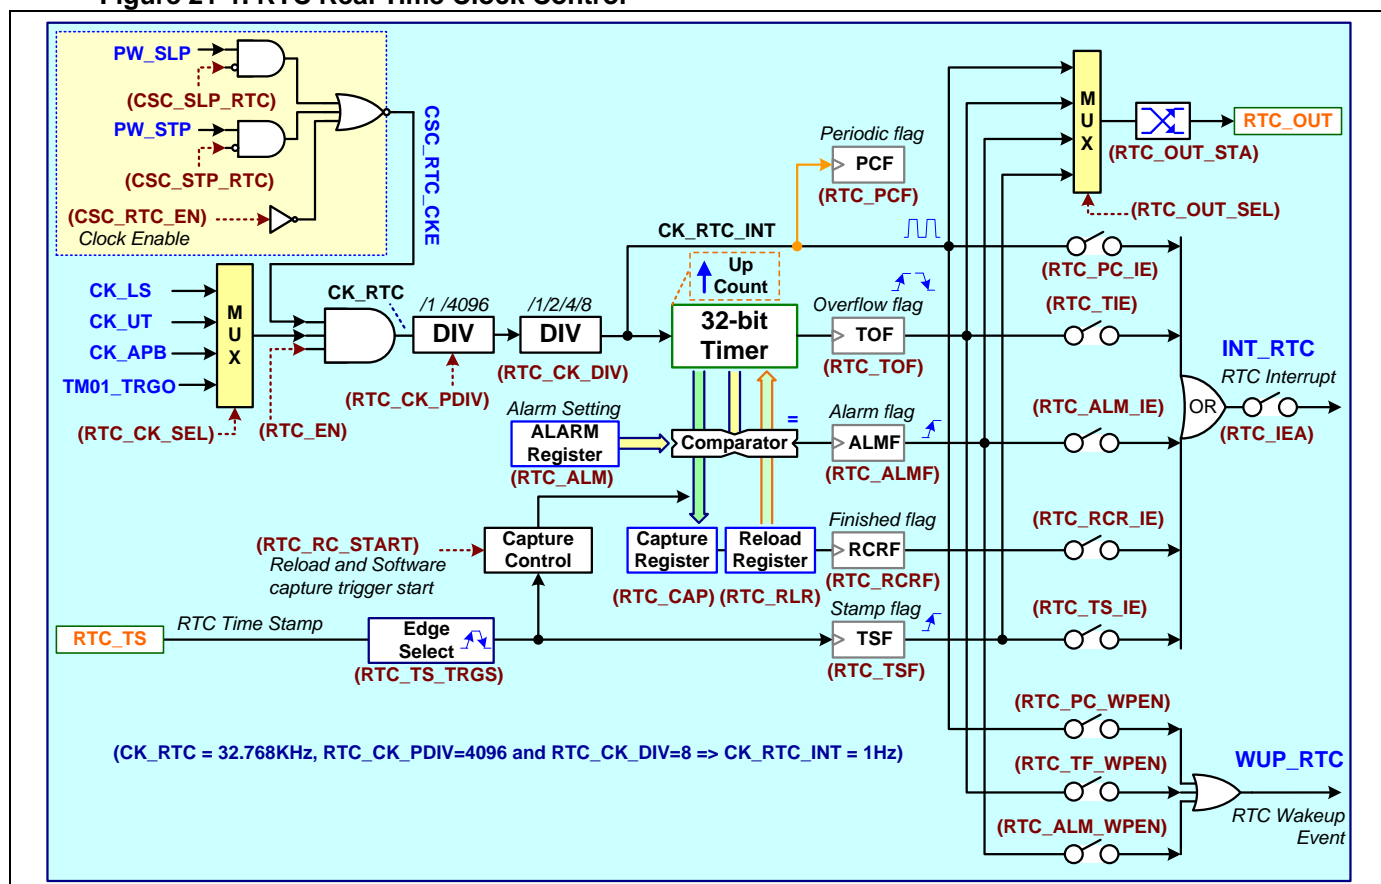 PW_SLP
(CSC_SLP_RTC)
PW_STP
(CSC_STP_RTC)
(CSC_RTC_EN)
Clock Enable
CSC_RTC_CKE
CK_LS
CK_UT
CK_APB
TM01_TRGO
MUX
(RTC_CK_SEL)
(RTC_EN)
CK_RTC
/1 /4096
DIV
(RTC_CK_PDIV)
/1/2/4/8
DIV
(RTC_CK_DIV)
CK_RTC_INT
Up
Count
32-bit
Timer
Periodic flag
PCF
(RTC_PCF)
Overflow flag
TOF
(RTC_TOF)
Alarm Setting
ALARM
Register
(RTC_ALM)
Comparator
=
Alarm flag
ALMF
(RTC_ALMF)
(RTC_RC_START)
Reload and Software
capture trigger start
Capture
Control
Capture
Register
(RTC_CAP)
Reload
Register
(RTC_RLR)
Finished flag
RCRF
(RTC_RCRF)
RTC_TS
RTC Time Stamp
Edge
Select
(RTC_TS_TRGS)
Stamp flag
TSF
(RTC_TSF)
MUX
(RTC_OUT_SEL)
(RTC_OUT_STA)
RTC_OUT
(RTC_PC_IE)
(RTC_TIE)
(RTC_ALM_IE)
(RTC_RCR_IE)
(RTC_TS_IE)
OR
INT_RTC
RTC Interrupt
(RTC_IEA)
(RTC_PC_WPEN)
(RTC_TF_WPEN)
(RTC_ALM_WPEN)
WUP_RTC
RTC Wakeup
Event
(CK_RTC = 32.768KHz, RTC_CK_PDIV=4096 and RTC_CK_DIV=8 => CK_RTC_INT = 1Hz)